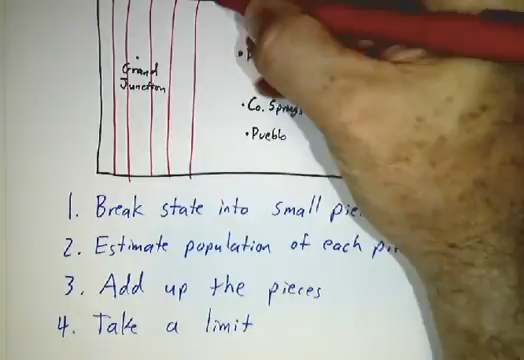 Grand
Junction
• Co. Springs
• Pueblo
1. Break state into small
2. Estimate population of each
3. Add up the pieces
4. Take a limit